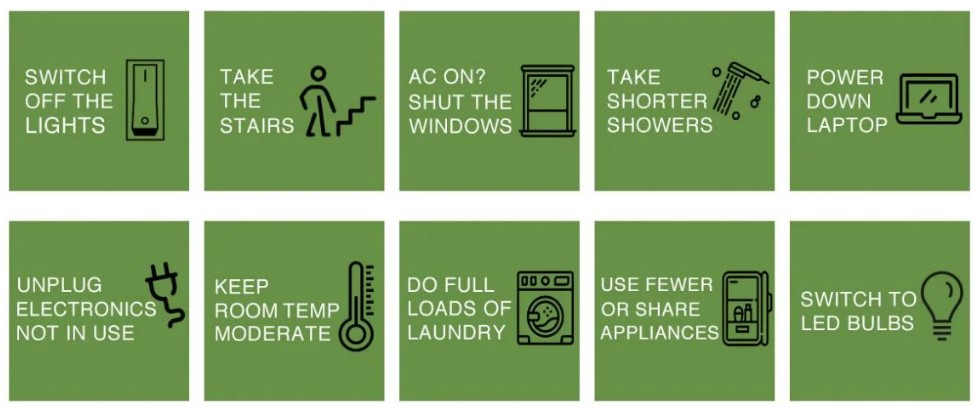 SWITCH
OFF THE
LIGHTS
TAKE
THE
STAIRS
AC ON?
SHUT THE
WINDOWS
TAKE
SHORTER
SHOWERS
POWER
DOWN
LAPTOP
UNPLUG
ELECTRONICS
NOT IN USE
KEEP
ROOM TEMP
MODERATE
DO FULL
LOADS OF
LAUNDRY
USE FEWER
OR SHARE
APPLIANCES
SWITCH TO
LED BULBS